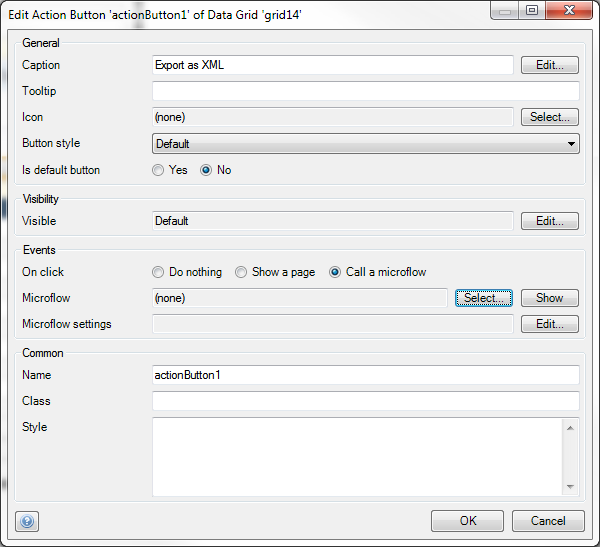 Edit Action Button 'actionButton1' of Data Grid 'grid14'
General
Caption Export as XML Edit...
Tooltip
Icon (none) Select...
Button style Default
Is default button Yes No
Visibility
Visible Default Edit...
Events
On click Do nothing Show a page Call a microflow
Microflow (none) Select... Show
Microflow settings Edit...
Common
Name actionButton1
Class
Style
OK Cancel